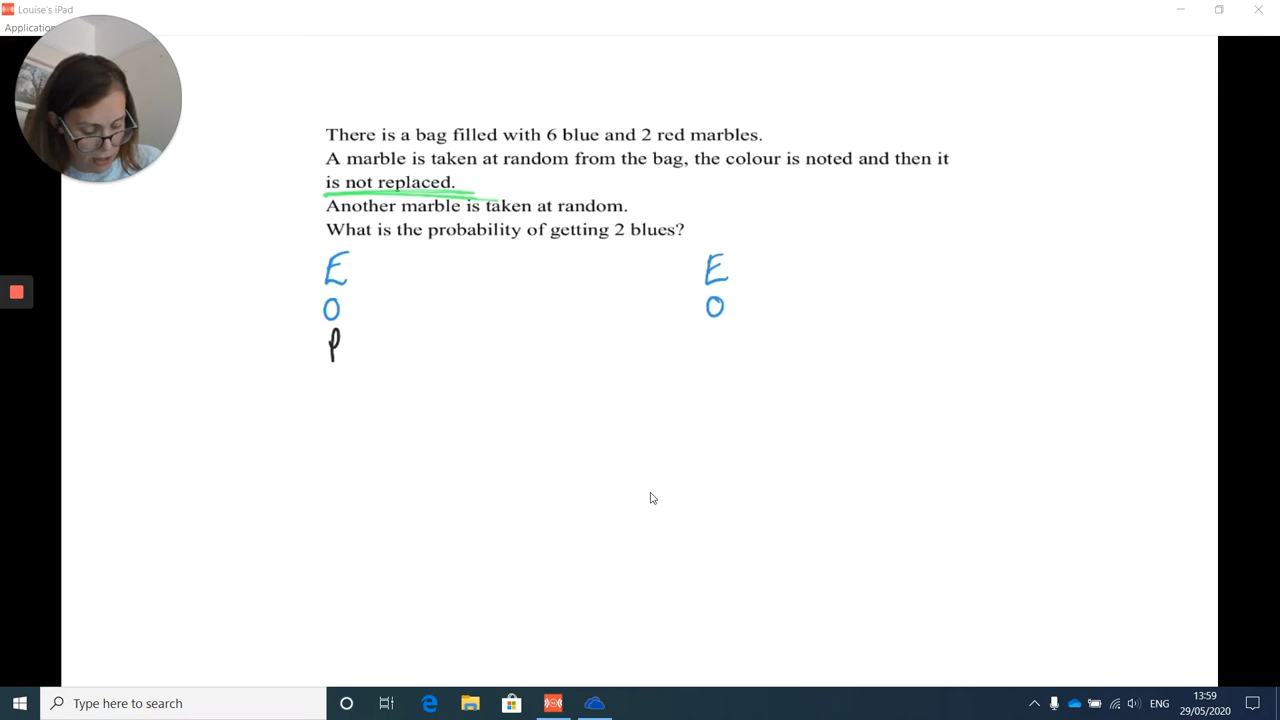 Louise's iPad
Application
There is a bag filled with 6 blue and 2 red marbles.
A marble is taken at random from the bag, the colour is noted and then it
is not replaced.
Another marble is taken at random.
What is the probability of getting 2 blues?
E E
O O
P
Type here to search
ENG
13:59
29/05/2020